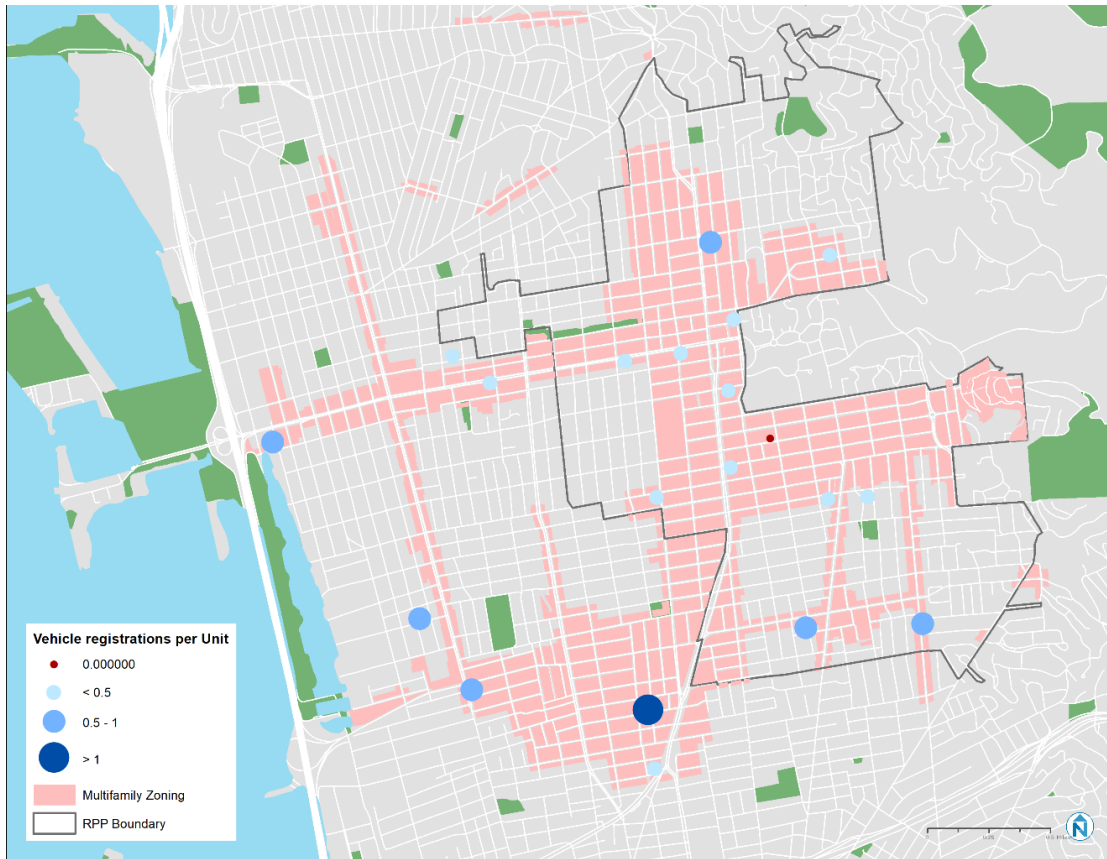 Vehicle registrations per Unit
0.000000
< 0.5
0.5 - 1
> 1
Multifamily Zoning
RPP Boundary
N